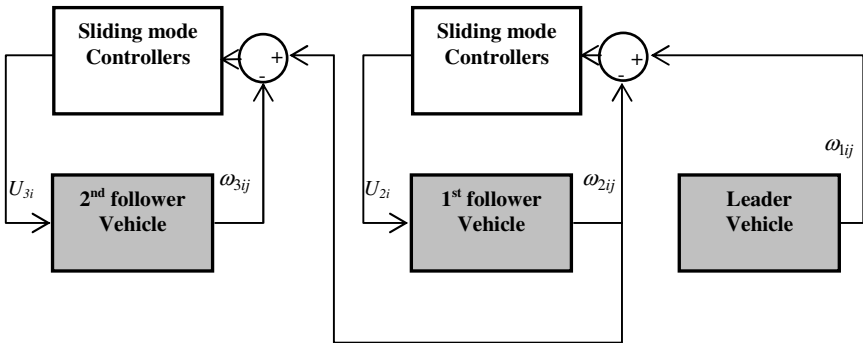 Sliding mode
Controllers
+
-
Sliding mode
Controllers
+
-
U3i
2nd follower
Vehicle
ω3ij
U2i
1st follower
Vehicle
ω2ij
Leader
Vehicle
ω1ij